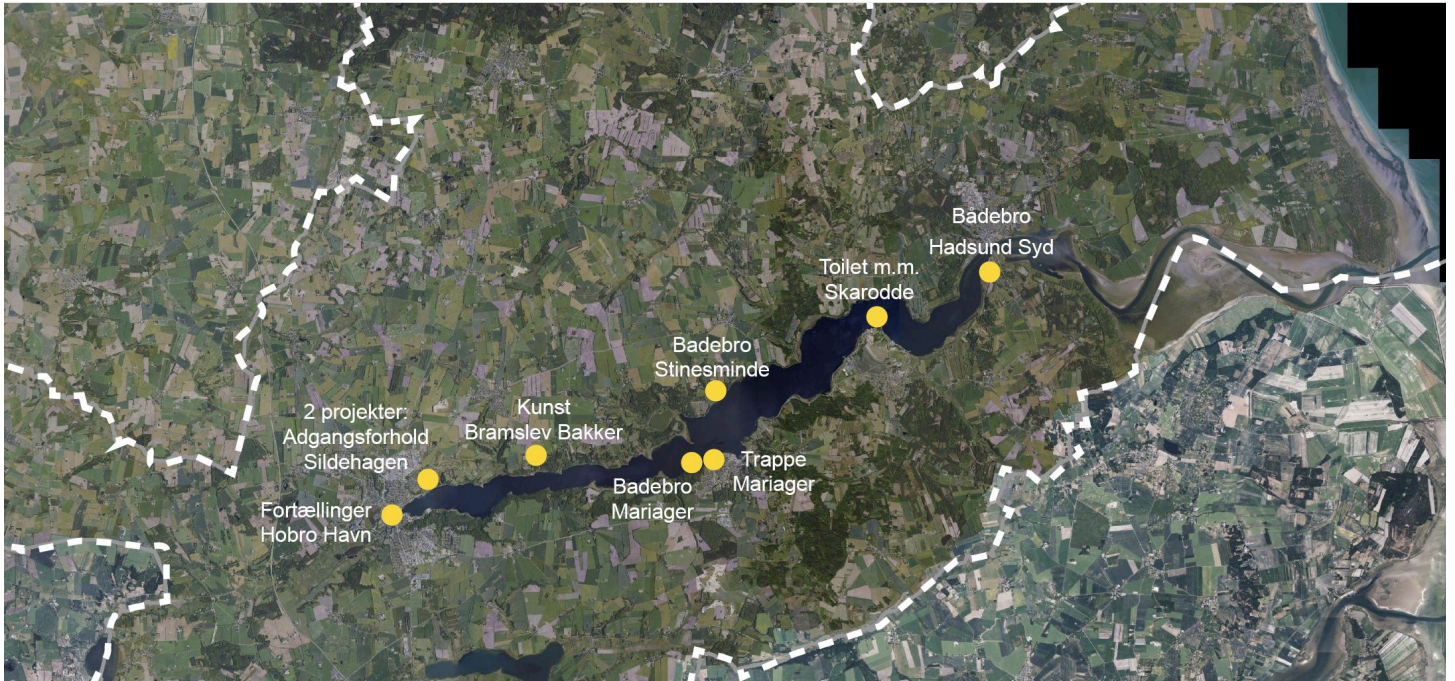 Bådebro
Hadsund Syd
Toilet m.m.
Skarodde
Badebro
Stinesminde
Kunst
Bramslev Bakker
2 projekter:
Adgangsforhold
Sildehagen
Trappe
Mariager
Badebro
Mariager
Fortællinger
Hobro Havn